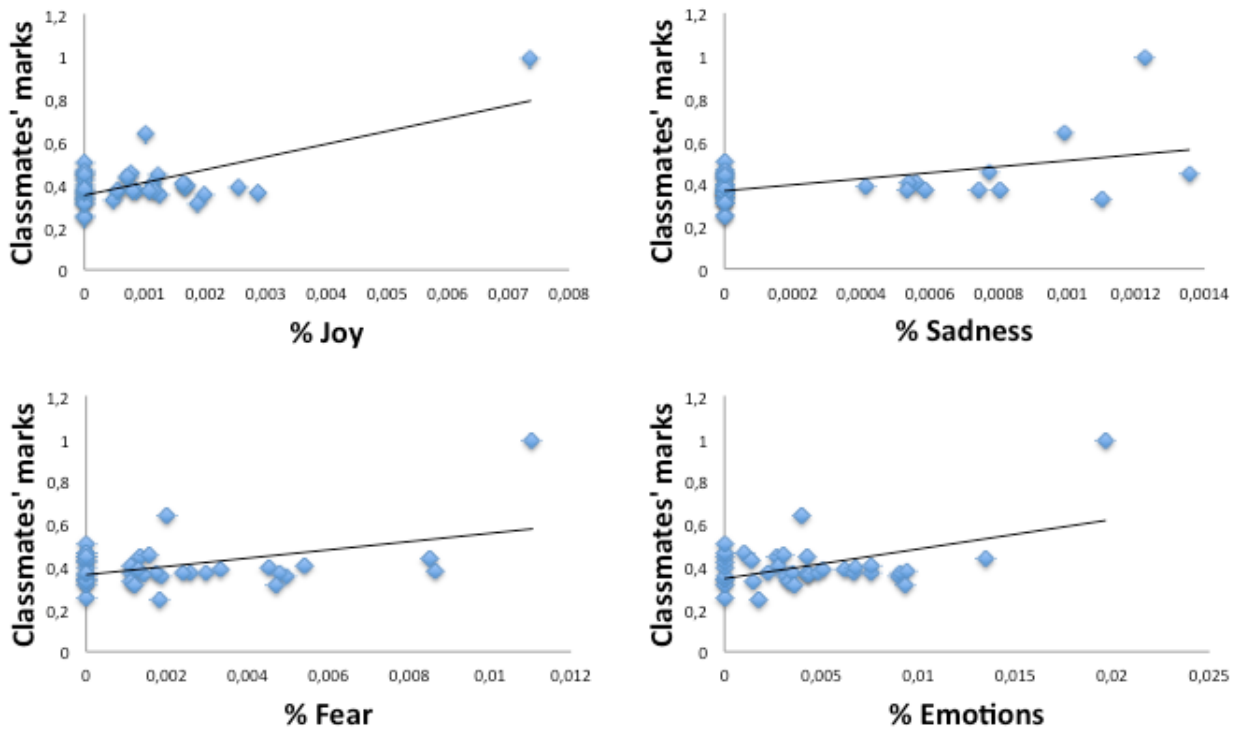 1,2
1
0,8
0,6
0,4
0,2
0
Classmates' marks
0 0,001 0,002 0,003 0,004 0,005 0,006 0,007 0,008
% Joy
1,2
1
0,8
0,6
0,4
0,2
0
Classmates' marks
0 0,0002 0,0004 0,0006 0,0008 0,001 0,0012 0,0014
% Sadness
1,2
1
0,8
0,6
0,4
0,2
0
Classmates' marks
0 0,002 0,004 0,006 0,008 0,01 0,012
% Fear
1,2
1
0,8
0,6
0,4
0,2
0
Classmates' marks
0 0,005 0,01 0,015 0,02 0,025
% Emotions